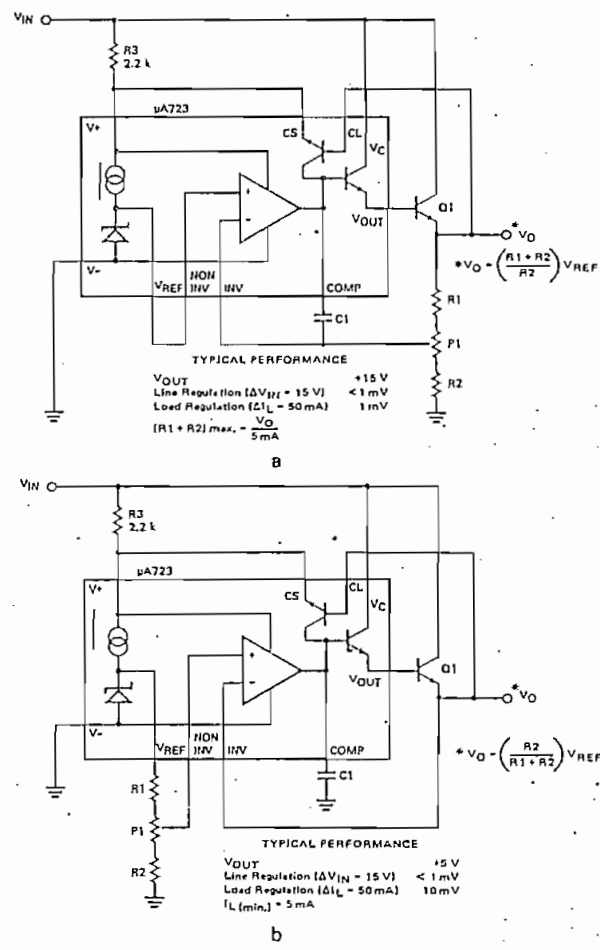 VIN
R3
2.2 k
µA723
V+
CS
CL
VC
VOUT
Q1
* VO
* VO = (R1 + R2 / R2) VREF
V-
VREF
NON INV
INV
COMP
R1
C1
P1
R2
TYPICAL PERFORMANCE
VOUT +15 V
Line Regulation (ΔVIN = 15 V) < 1 mV
Load Regulation (ΔIL = 50 mA) 1 mV
(R1 + R2) max. = VO / 5 mA
a
VIN
R3
2.2 k
µA723
V+
CS
CL
VC
VOUT
Q1
* VO
* VO = (R2 / R1 + R2) VREF
V-
VREF
NON INV
INV
COMP
R1
C1
P1
R2
TYPICAL PERFORMANCE
VOUT +5 V
Line Regulation (ΔVIN = 15 V) < 1 mV
Load Regulation (ΔIL = 50 mA) 10 mV
IL (min.) = 5 mA
b